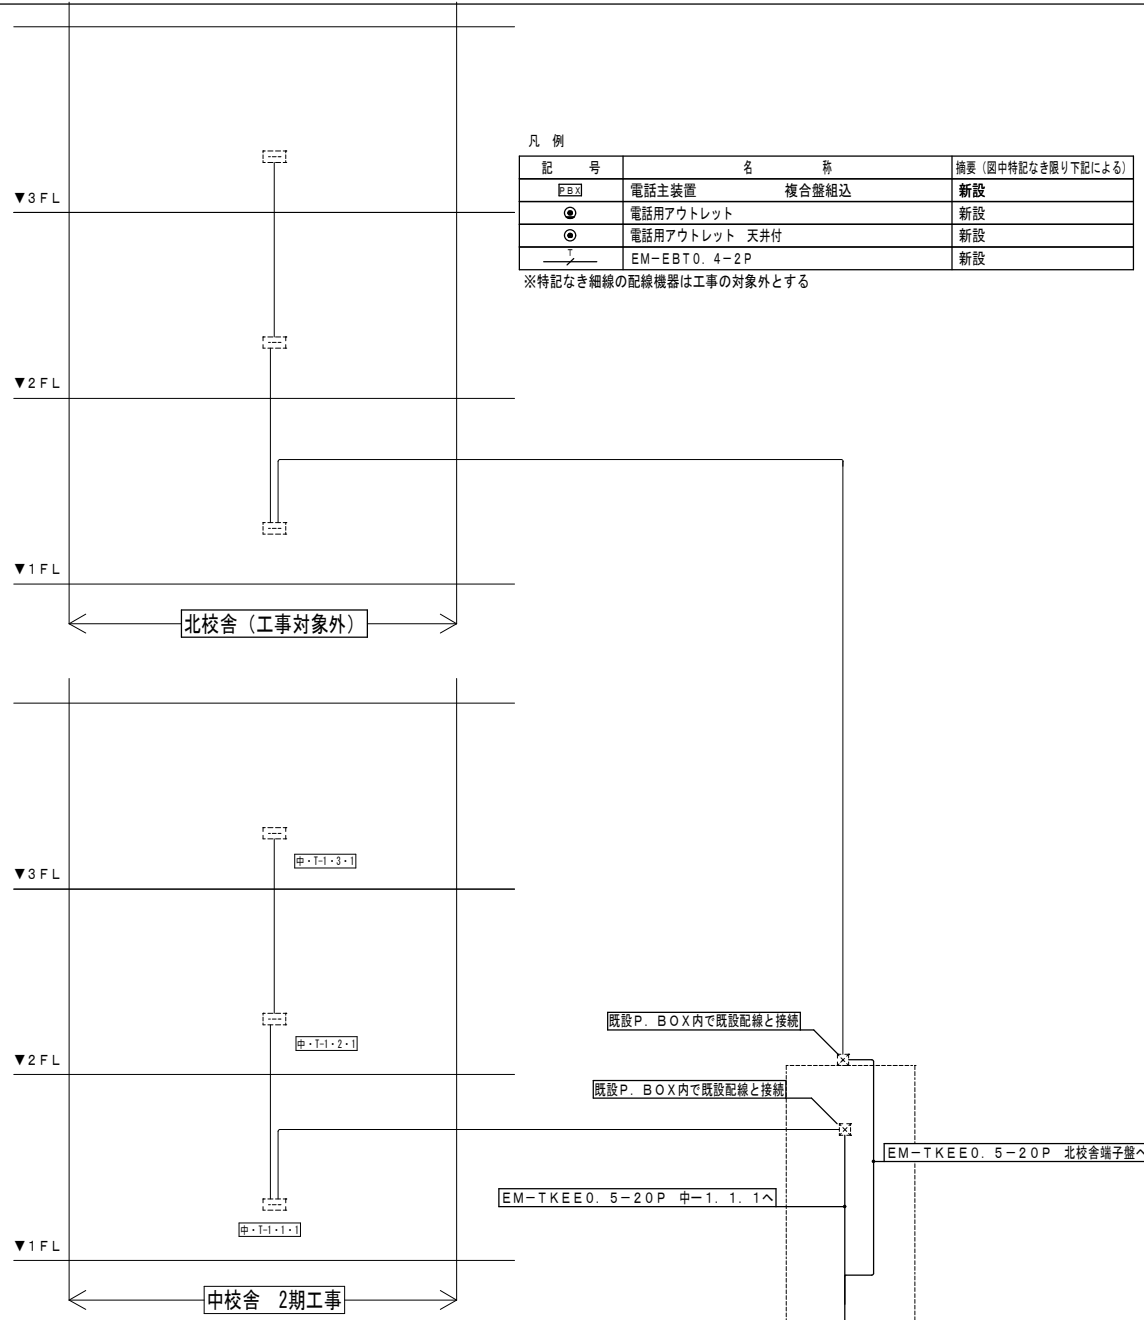 凡 例
記 号 名 称 摘要（図中特記なき限り下記による）
PBX 電話主装置 複合盤組込 新設
電話用アウトレット 新設
電話用アウトレット 天井付 新設
T EM-EBT0.4-2P 新設
※特記なき細線の配線機器は工事の対象外とする
▼3FL
▼2FL
▼1FL
北校舎（工事対象外）
中・T-1・3・1
▼3FL
既設P.BOX内で既設配線と接続
中・T-1・2・1
▼2FL
既設P.BOX内で既設配線と接続
EM-TKEE0.5-20P 北校舎端子盤へ
EM-TKEE0.5-20P 中ー1.1.1へ
中・T-1・1・1
▼1FL
中校舎 2期工事